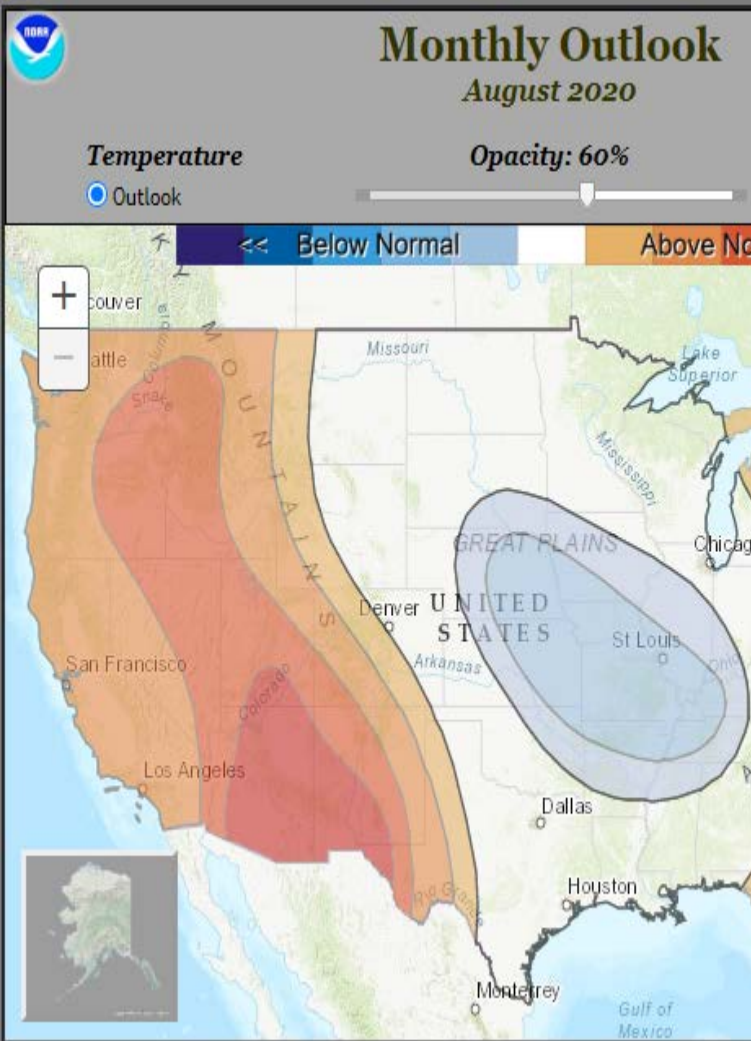 NOAA
Monthly Outlook
August 2020
Temperature
Opacity: 60%
Outlook
<< Below Normal
Above No
K Y
+
couver
−
attle
Columbia
Snake
MOUNTAINS
Missouri
Lake
Superior
Mississippi
GREAT PLAINS
Chicag
Denver
UNITED
STATES
St Louis
Ohio
Arkansas
San Francisco
Colorado
Los Angeles
A
Dallas
Rio Grande
Houston
Monterrey
Gulf of
Mexico